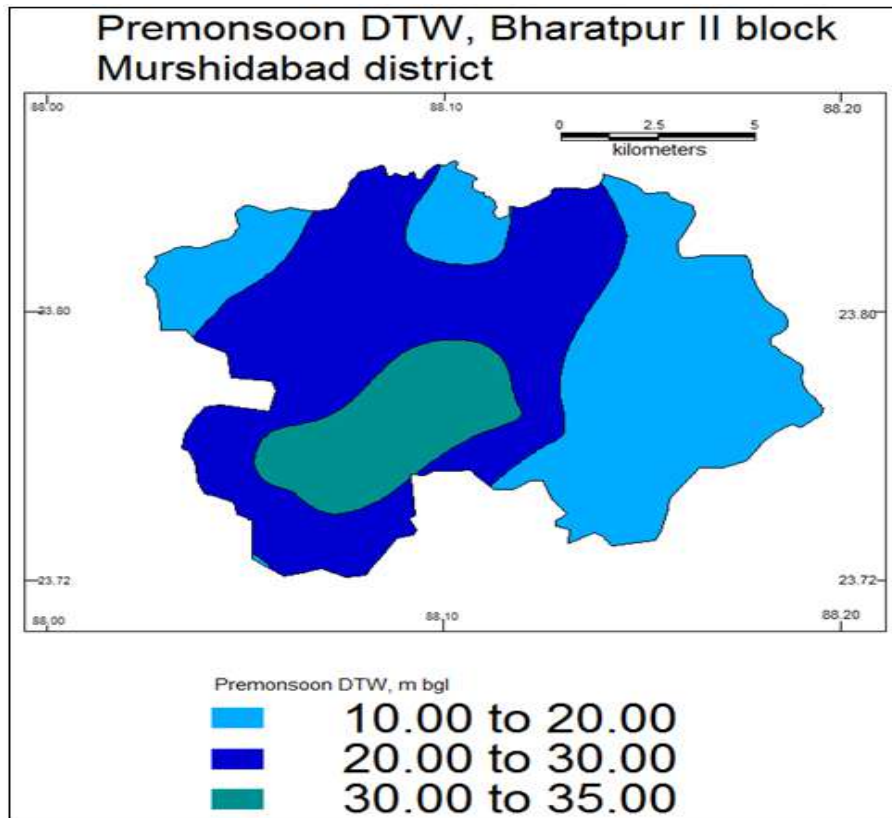 Premonsoon DTW, Bharatpur II block
Murshidabad district
88.00 88.10 88.20
0 2.5 5
kilometers
23.80 23.80
23.72 23.72
88.00 88.10 88.20
Premonsoon DTW, m bgl
10.00 to 20.00
20.00 to 30.00
30.00 to 35.00